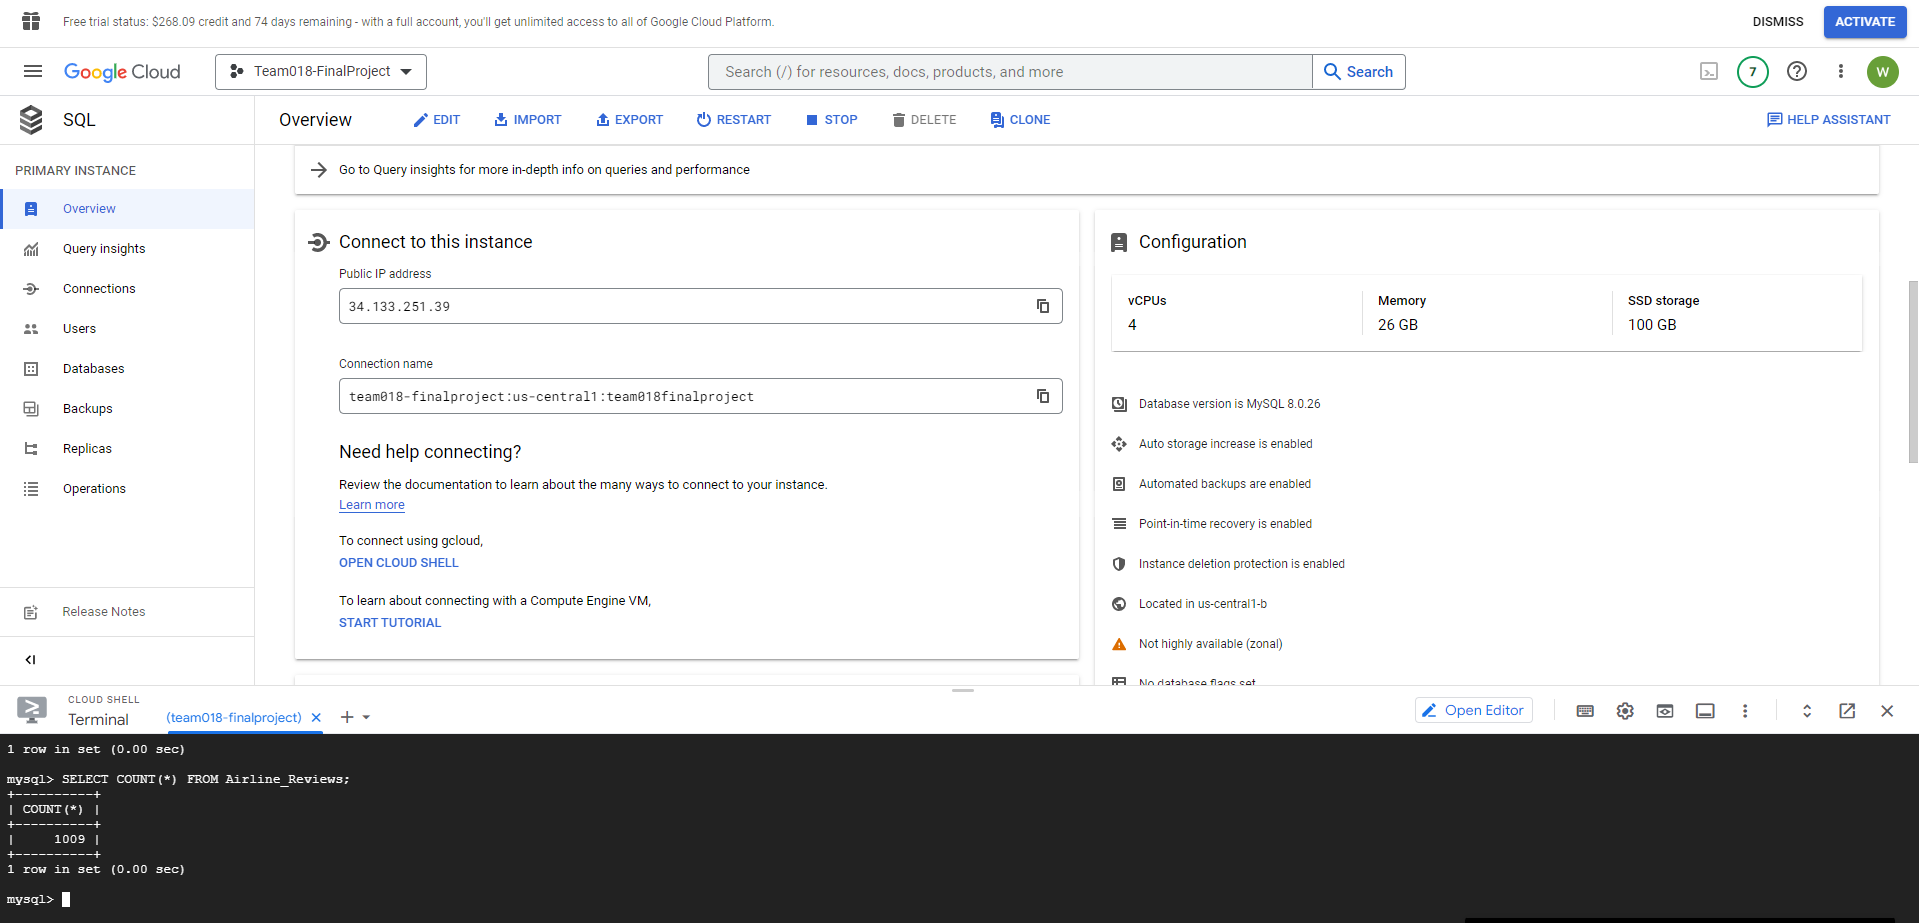 Free trial status: $268.09 credit and 74 days remaining - with a full account, you'll get unlimited access to all of Google Cloud Platform.
DISMISS
ACTIVATE
Google Cloud
Team018-FinalProject
Search (/) for resources, docs, products, and more
Search
7
W
SQL
Overview
EDIT
IMPORT
EXPORT
RESTART
STOP
DELETE
CLONE
HELP ASSISTANT
PRIMARY INSTANCE
Overview
Query insights
Connections
Users
Databases
Backups
Replicas
Operations
Release Notes
Go to Query insights for more in-depth info on queries and performance
Connect to this instance
Public IP address
34.133.251.39
Connection name
team018-finalproject:us-central1:team018finalproject
Need help connecting?
Review the documentation to learn about the many ways to connect to your instance.
Learn more
To connect using gcloud,
OPEN CLOUD SHELL
To learn about connecting with a Compute Engine VM,
START TUTORIAL
Configuration
vCPUs
4
Memory
26 GB
SSD storage
100 GB
Database version is MySQL 8.0.26
Auto storage increase is enabled
Automated backups are enabled
Point-in-time recovery is enabled
Instance deletion protection is enabled
Located in us-central1-b
Not highly available (zonal)
No database flags set
CLOUD SHELL
Terminal
(team018-finalproject)
Open Editor
1 row in set (0.00 sec)
mysql> SELECT COUNT(*) FROM Airline_Reviews;
+----------+
| COUNT(*) |
+----------+
|     1009 |
+----------+
1 row in set (0.00 sec)
mysql>